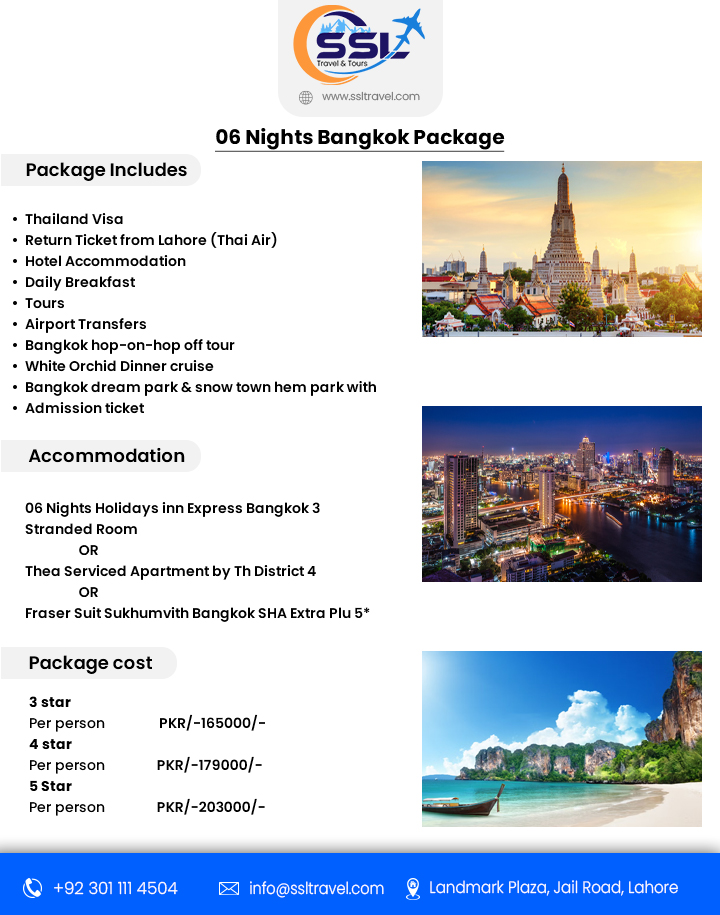 SSL
Travel & Tours
www.ssltravel.com
06 Nights Bangkok Package
Package Includes
• Thailand Visa
• Return Ticket from Lahore (Thai Air)
• Hotel Accommodation
• Daily Breakfast
• Tours
• Airport Transfers
• Bangkok hop-on-hop off tour
• White Orchid Dinner cruise
• Bangkok dream park & snow town hem park with
• Admission ticket
Accommodation
06 Nights Holidays inn Express Bangkok 3
Stranded Room
OR
Thea Serviced Apartment by Th District 4
OR
Fraser Suit Sukhumvith Bangkok SHA Extra Plu 5*
Package cost
3 star
Per person PKR/-165000/-
4 star
Per person PKR/-179000/-
5 Star
Per person PKR/-203000/-
+92 301 111 4504
info@ssltravel.com
Landmark Plaza, Jail Road, Lahore